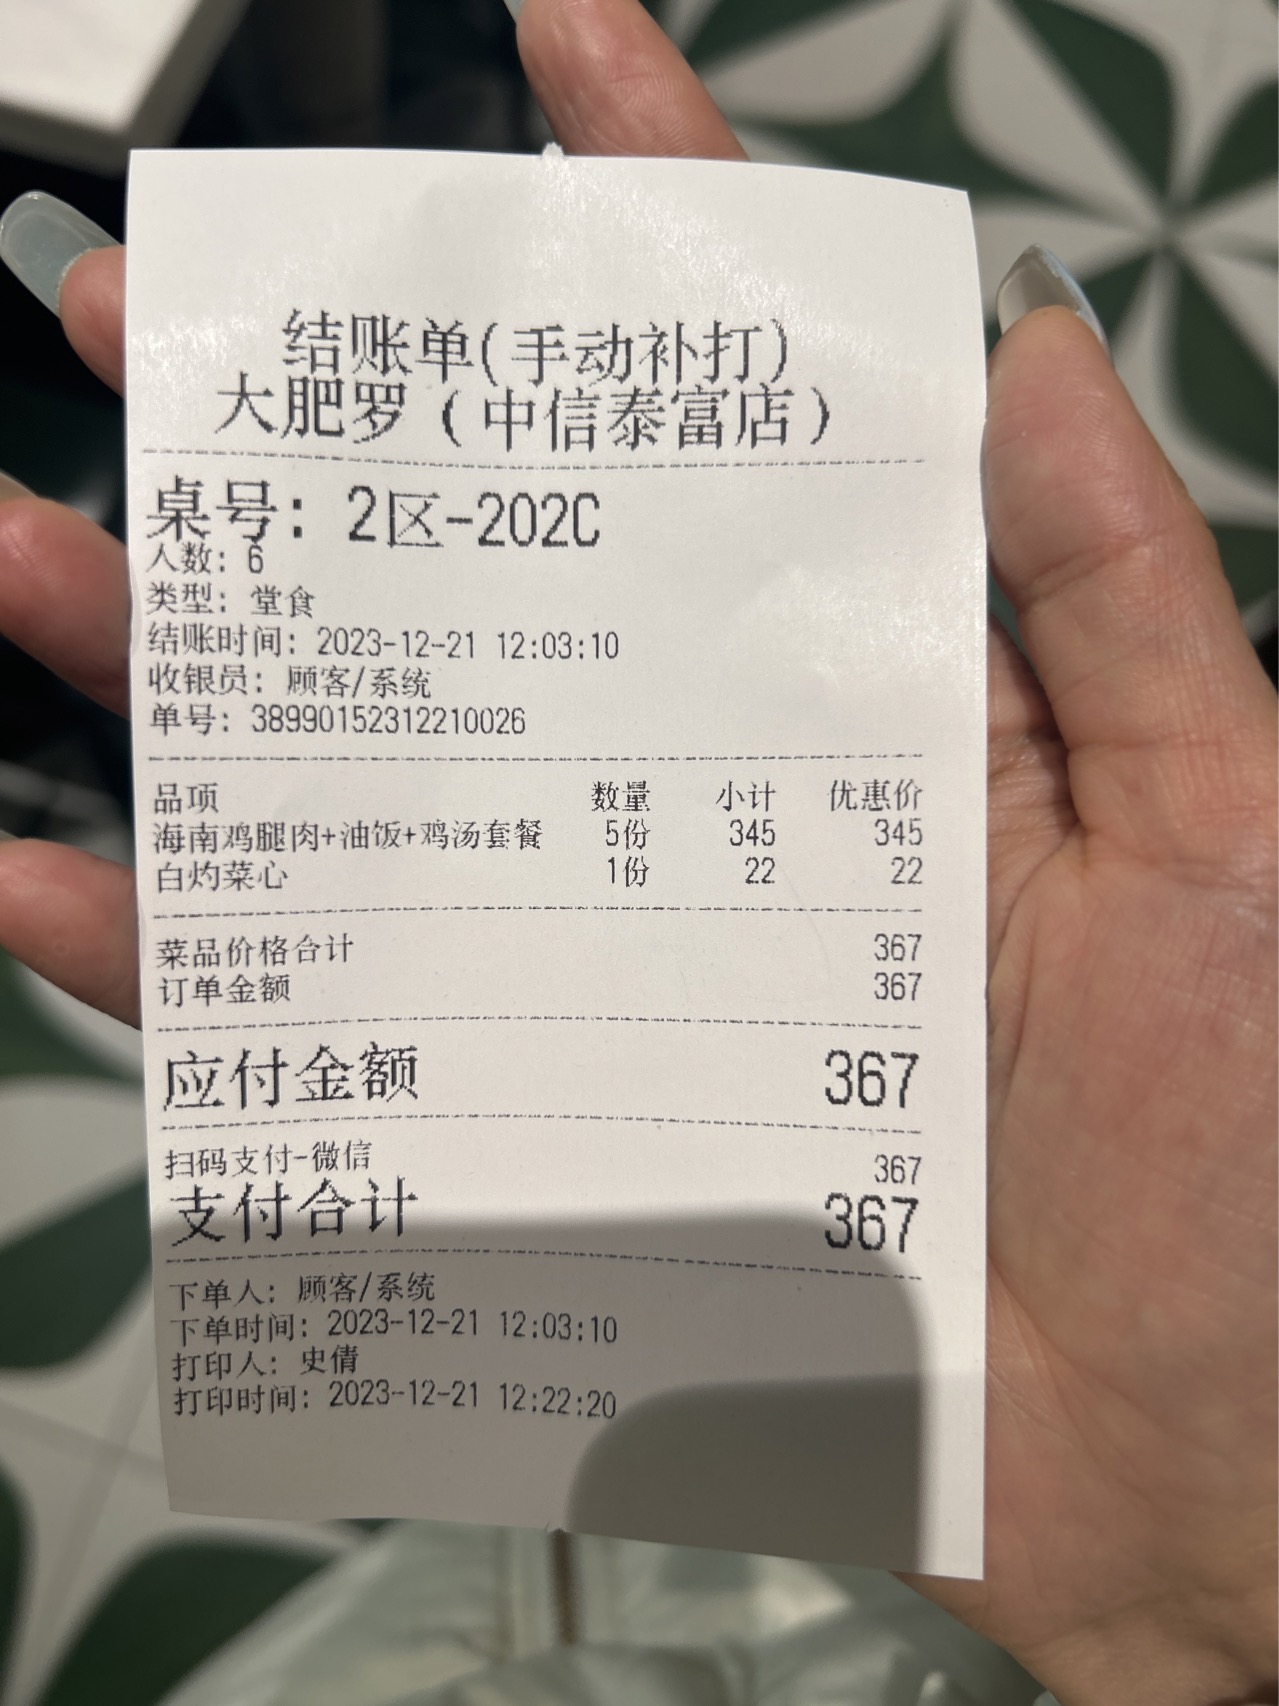 结账单(手动补打)
大肥罗（中信泰富店）
桌号: 2区-202C
人数: 6
类型: 堂食
结账时间: 2023-12-21 12:03:10
收银员: 顾客/系统
单号: 38990152312210026
品项 数量 小计 优惠价
海南鸡腿肉+油饭+鸡汤套餐 5份 345 345
白灼菜心 1份 22 22
菜品价格合计 367
订单金额 367
应付金额 367
扫码支付-微信 367
支付合计 367
下单人: 顾客/系统
下单时间: 2023-12-21 12:03:10
打印人: 史倩
打印时间: 2023-12-21 12:22:20